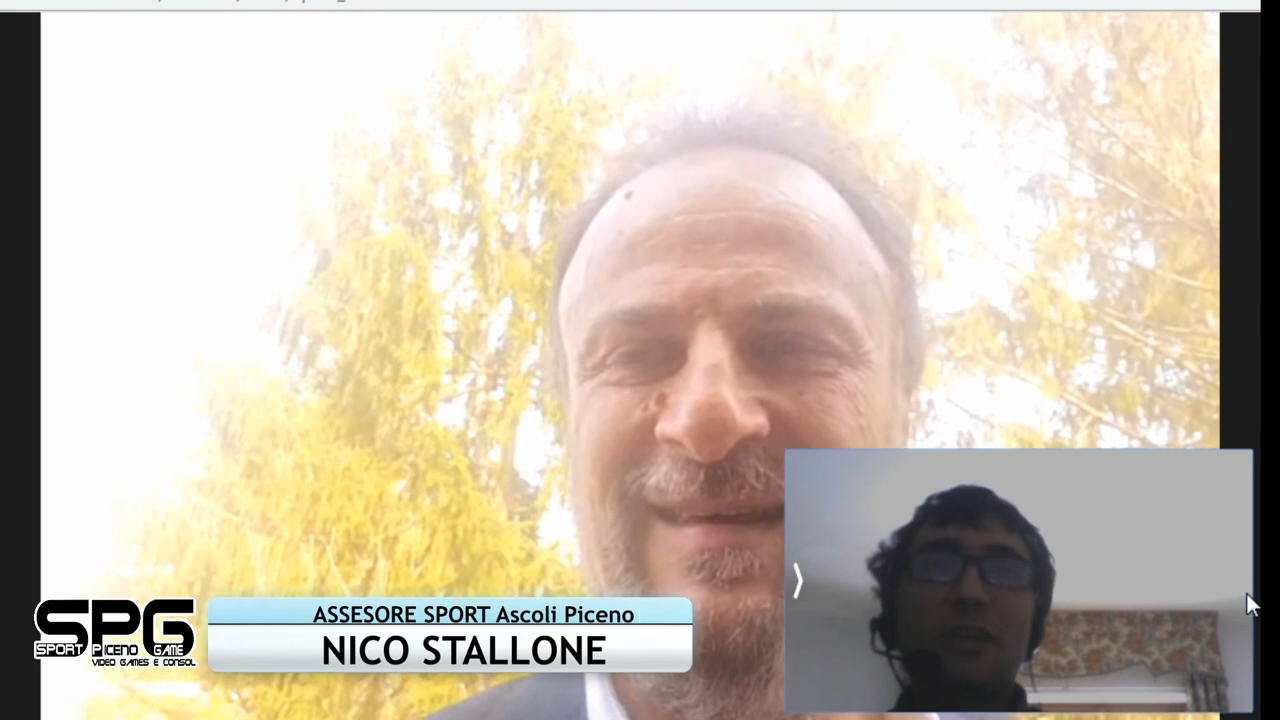 ASSESORE SPORT Ascoli Piceno
NICO STALLONE
SPG
SPORT PICENO GAME
VIDEO GAMES E CONSOL